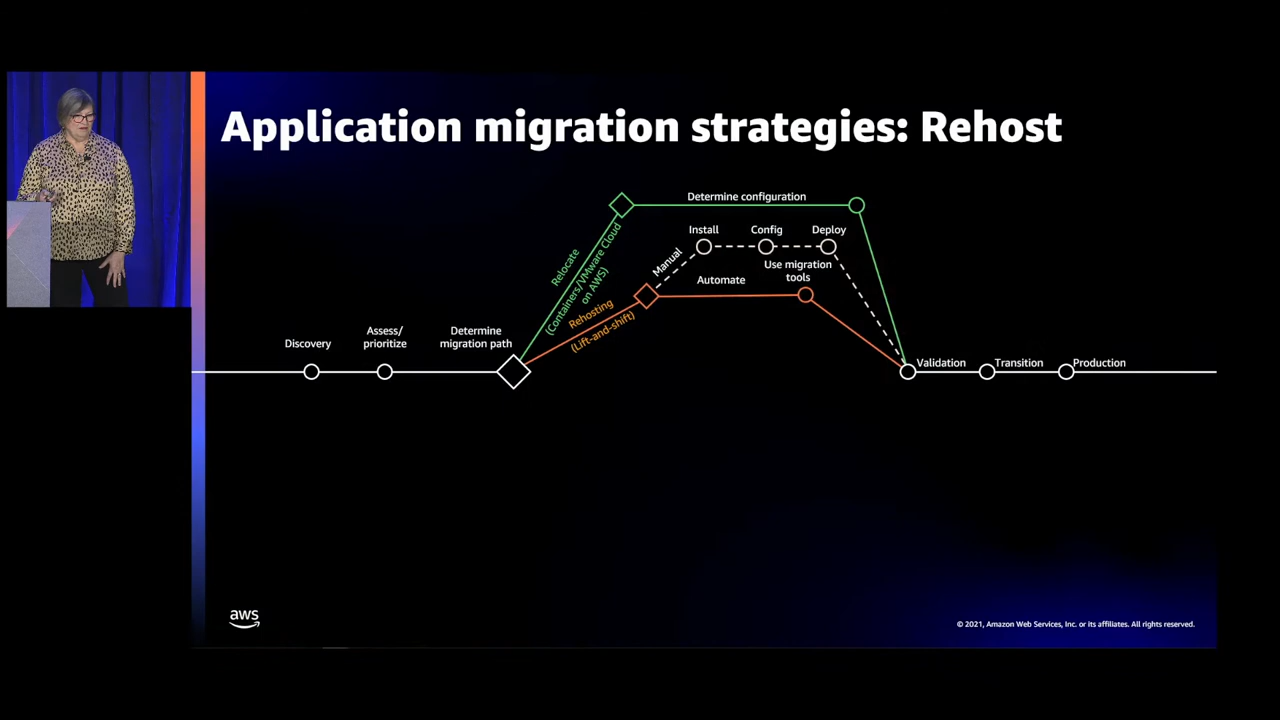 Application migration strategies: Rehost
Determine configuration
Relocate
(Containers/VMware Cloud
on AWS)
Install
Config
Deploy
Manual
Use migration
tools
Automate
Rehosting
(Lift-and-shift)
Discovery
Assess/
prioritize
Determine
migration path
Validation
Transition
Production
aws
© 2021, Amazon Web Services, Inc. or its affiliates. All rights reserved.